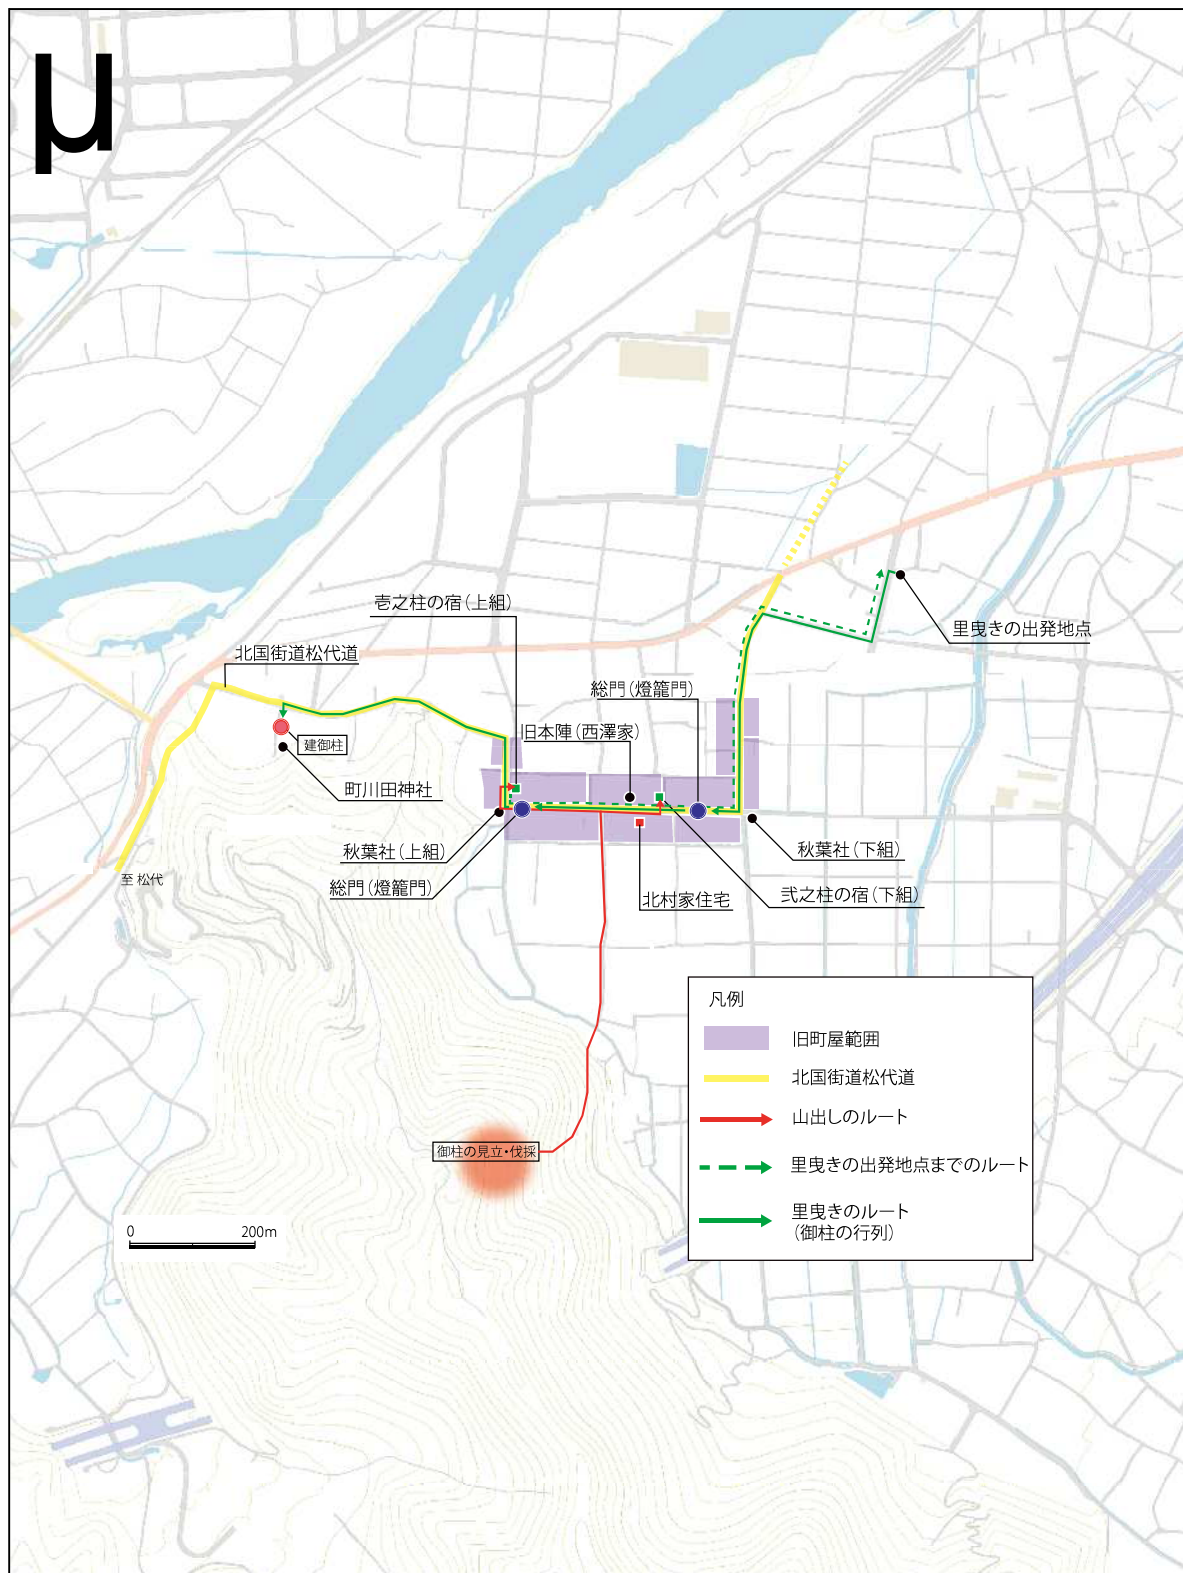 μ
壱之柱の宿（上組）
里曳きの出発地点
北国街道松代道
総門（燈籠門）
旧本陣（西澤家）
建御柱
町川田神社
秋葉社（上組）
秋葉社（下組）
至 松代
総門（燈籠門）
北村家住宅
弐之柱の宿（下組）
凡例
旧町屋範囲
北国街道松代道
山出しのルート
御柱の見立・伐採
里曳きの出発地点までのルート
里曳きのルート
（御柱の行列）
0 200m